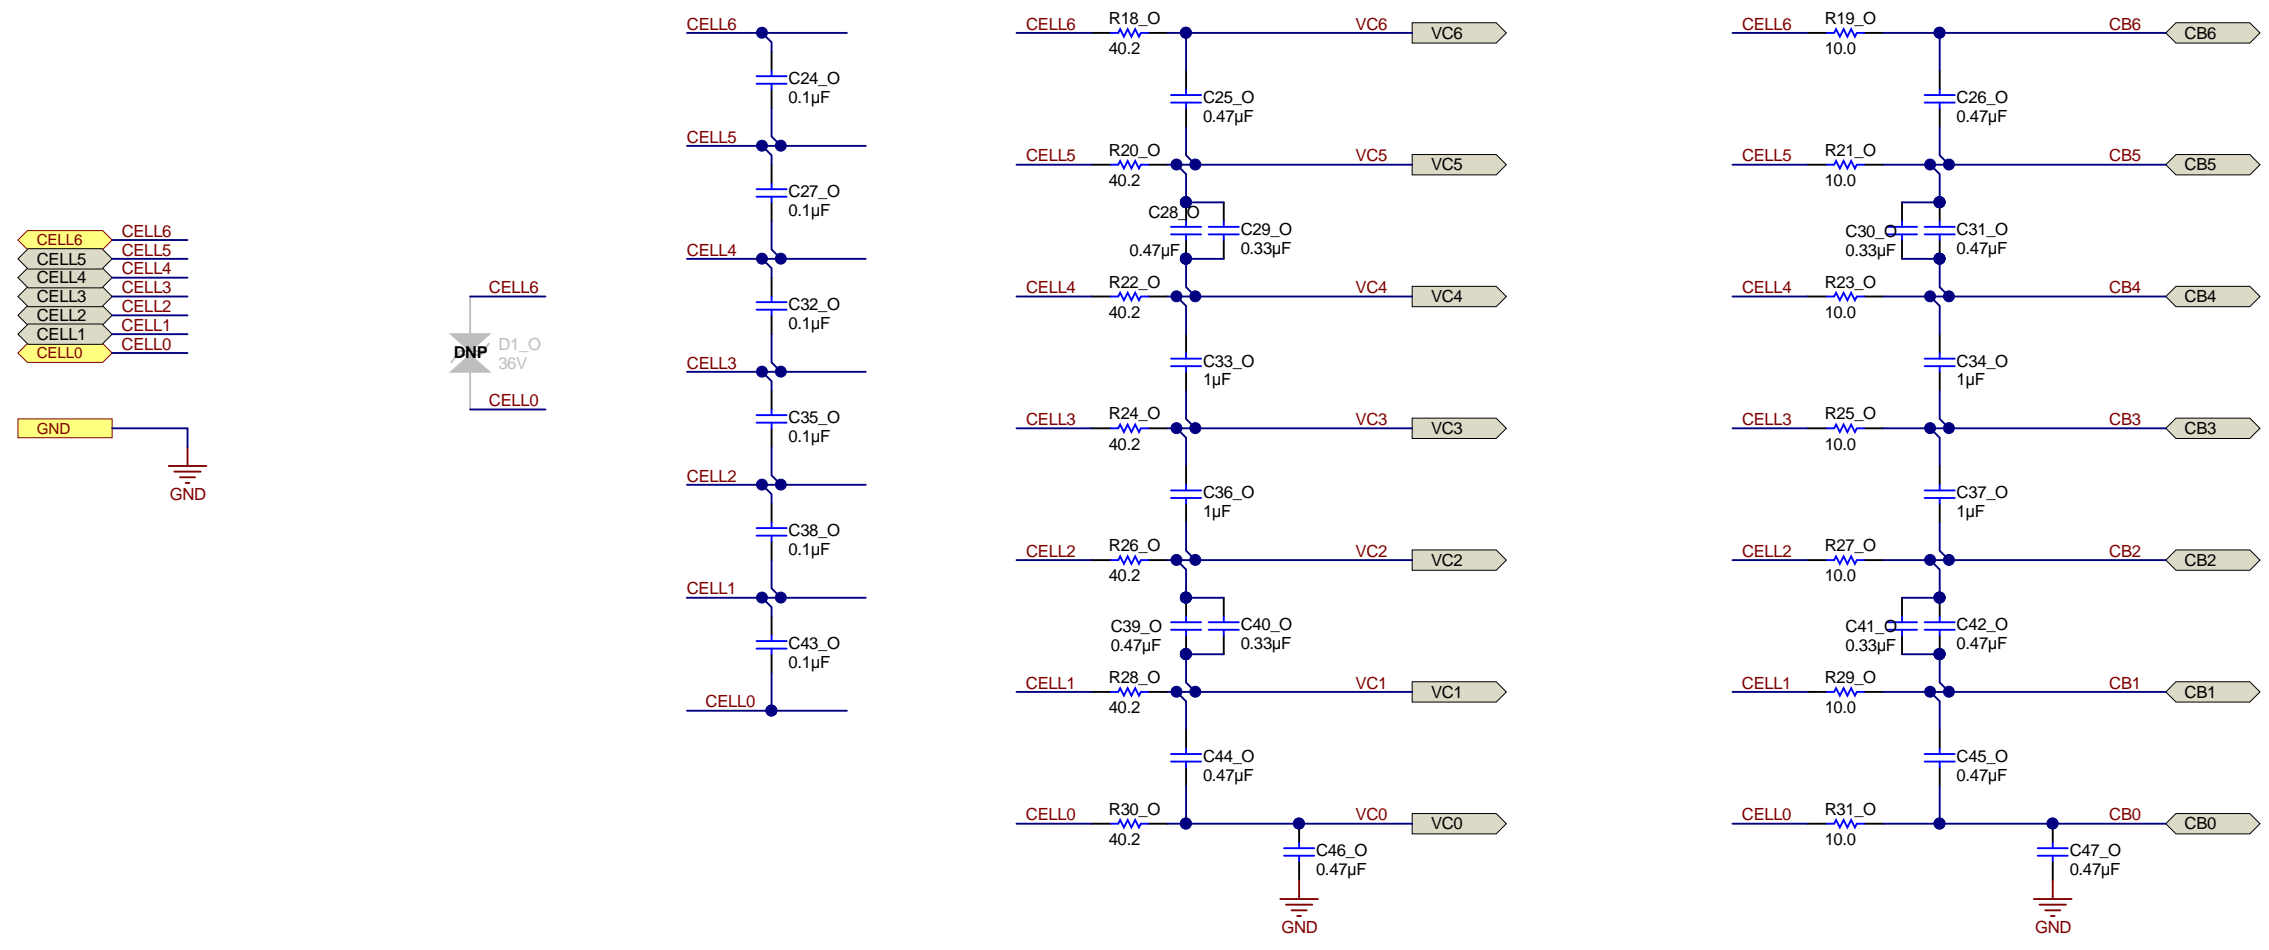 CELL6
CELL5
CELL4
CELL3
CELL2
CELL1
CELL0
CELL6
CELL5
CELL4
CELL3
CELL2
CELL1
CELL0
GND
GND
CELL6
DNP
D1_O
36V
CELL0
CELL6
C24_O
0.1µF
CELL5
C27_O
0.1µF
CELL4
C32_O
0.1µF
CELL3
C35_O
0.1µF
CELL2
C38_O
0.1µF
CELL1
C43_O
0.1µF
CELL0
CELL6
R18_O
40.2
VC6
VC6
C25_O
0.47µF
CELL5
R20_O
40.2
VC5
VC5
C28_O
0.47µF
C29_O
0.33µF
CELL4
R22_O
40.2
VC4
VC4
C33_O
1µF
CELL3
R24_O
40.2
VC3
VC3
C36_O
1µF
CELL2
R26_O
40.2
VC2
VC2
C39_O
0.47µF
C40_O
0.33µF
CELL1
R28_O
40.2
VC1
VC1
C44_O
0.47µF
CELL0
R30_O
40.2
VC0
VC0
C46_O
0.47µF
GND
CELL6
R19_O
10.0
CB6
CB6
C26_O
0.47µF
CELL5
R21_O
10.0
CB5
CB5
C30_O
0.33µF
C31_O
0.47µF
CELL4
R23_O
10.0
CB4
CB4
C34_O
1µF
CELL3
R25_O
10.0
CB3
CB3
C37_O
1µF
CELL2
R27_O
10.0
CB2
CB2
C41_O
0.33µF
C42_O
0.47µF
CELL1
R29_O
10.0
CB1
CB1
C45_O
0.47µF
CELL0
R31_O
10.0
CB0
CB0
C47_O
0.47µF
GND